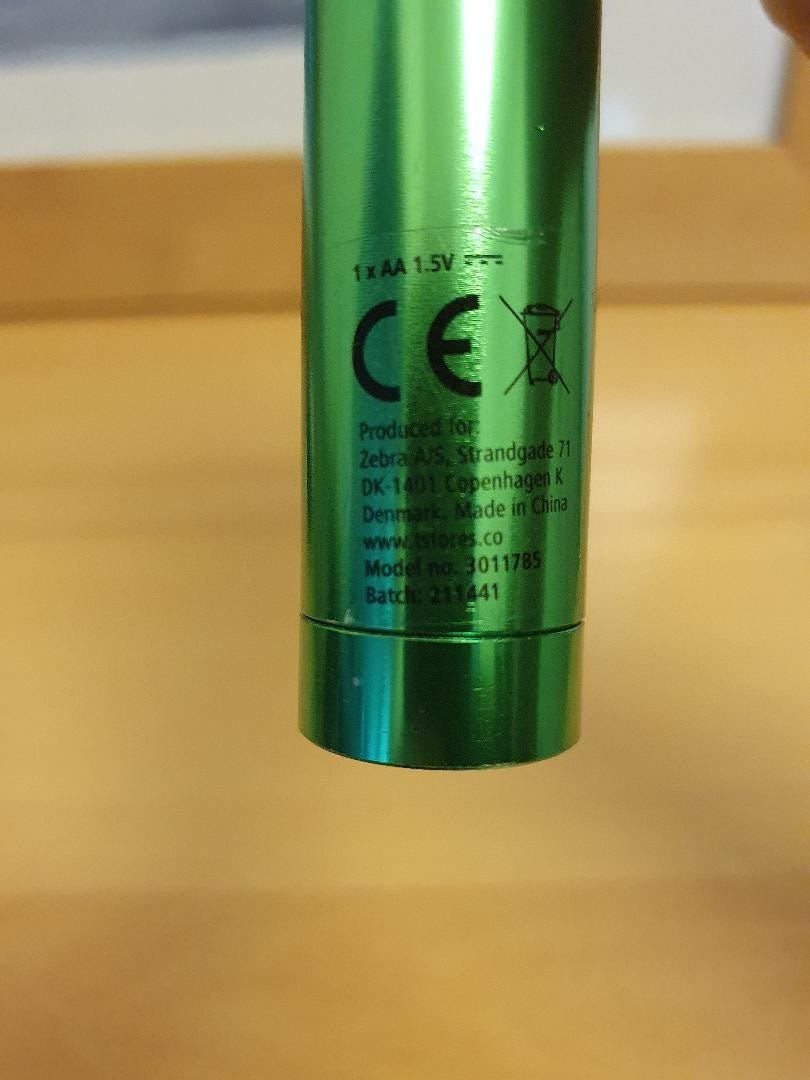 1 x AA 1.5V
CE
Produced for:
Zebra A/S, Strandgade 71
DK-1401 Copenhagen K
Denmark. Made in China
www.tstores.co
Model no. 3011785
Batch: 211441